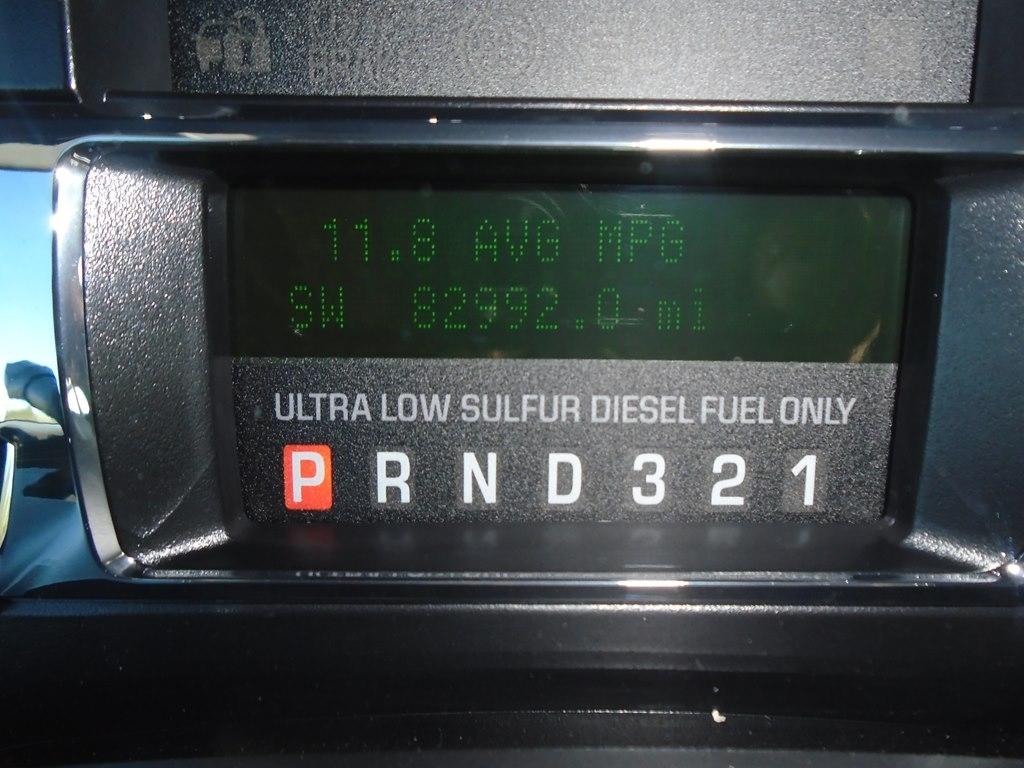 11.8 AVG MPG
SW 82992.0 mi
ULTRA LOW SULFUR DIESEL FUEL ONLY
P R N D 3 2 1